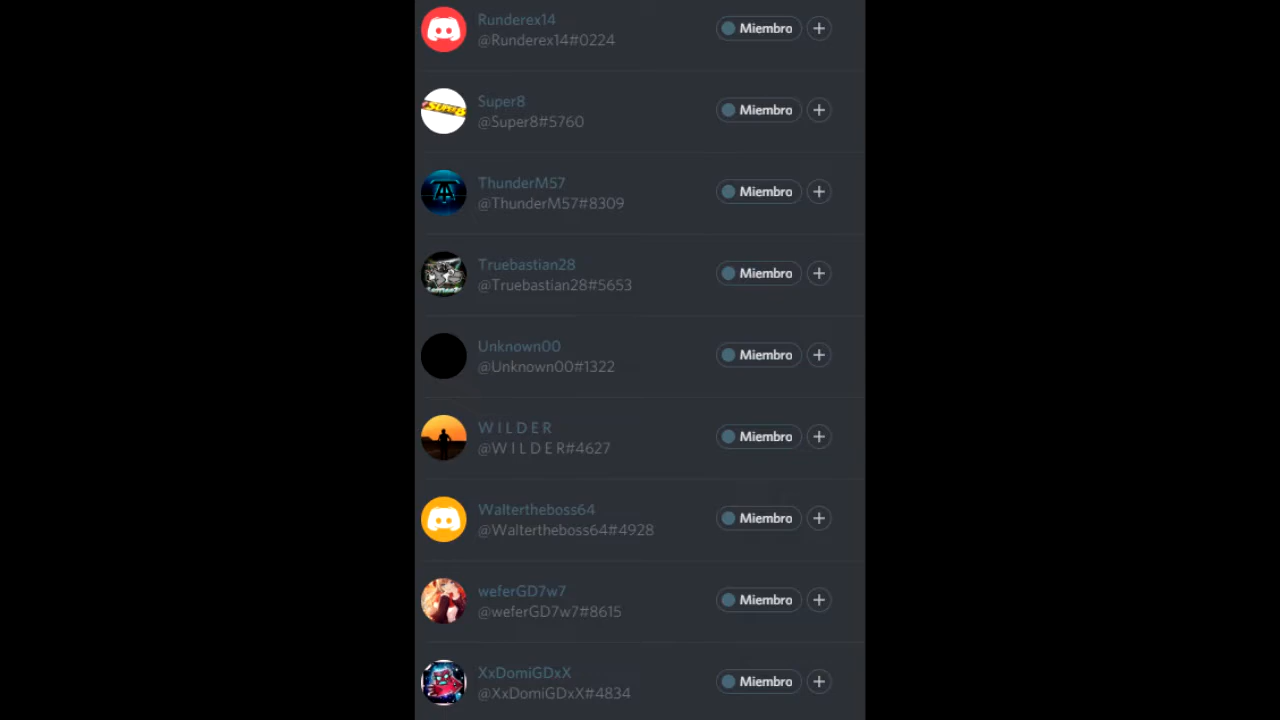 Runderex14
@Runderex14#0224
Miembro
Super8
@Super8#5760
Miembro
SUPER8
ThunderM57
@ThunderM57#8309
Miembro
Truebastian28
@Truebastian28#5653
Miembro
Unknown00
@Unknown00#1322
Miembro
W I L D E R
@W I L D E R#4627
Miembro
Waltertheboss64
@Waltertheboss64#4928
Miembro
weferGD7w7
@weferGD7w7#8615
Miembro
XxDomiGDxX
@XxDomiGDxX#4834
Miembro